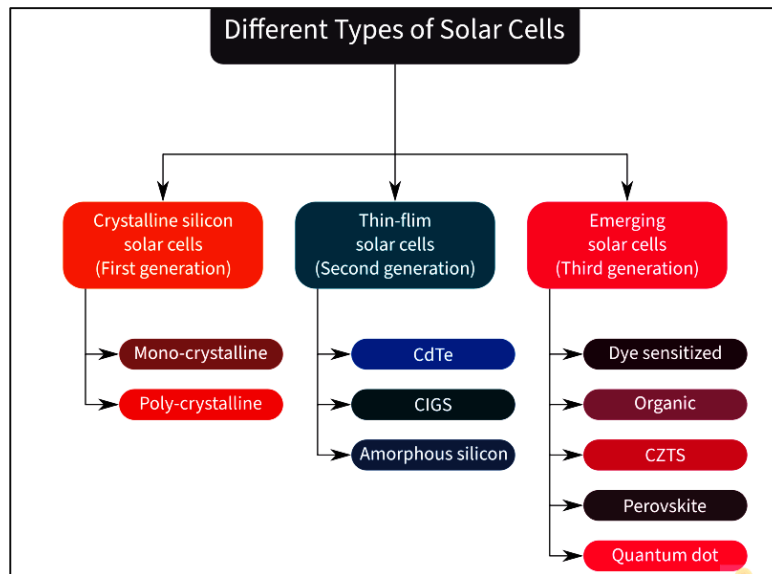 Different Types of Solar Cells
Crystalline silicon
solar cells
(First generation)
Thin-flim
solar cells
(Second generation)
Emerging
solar cells
(Third generation)
Mono-crystalline
Poly-crystalline
CdTe
CIGS
Amorphous silicon
Dye sensitized
Organic
CZTS
Perovskite
Quantum dot